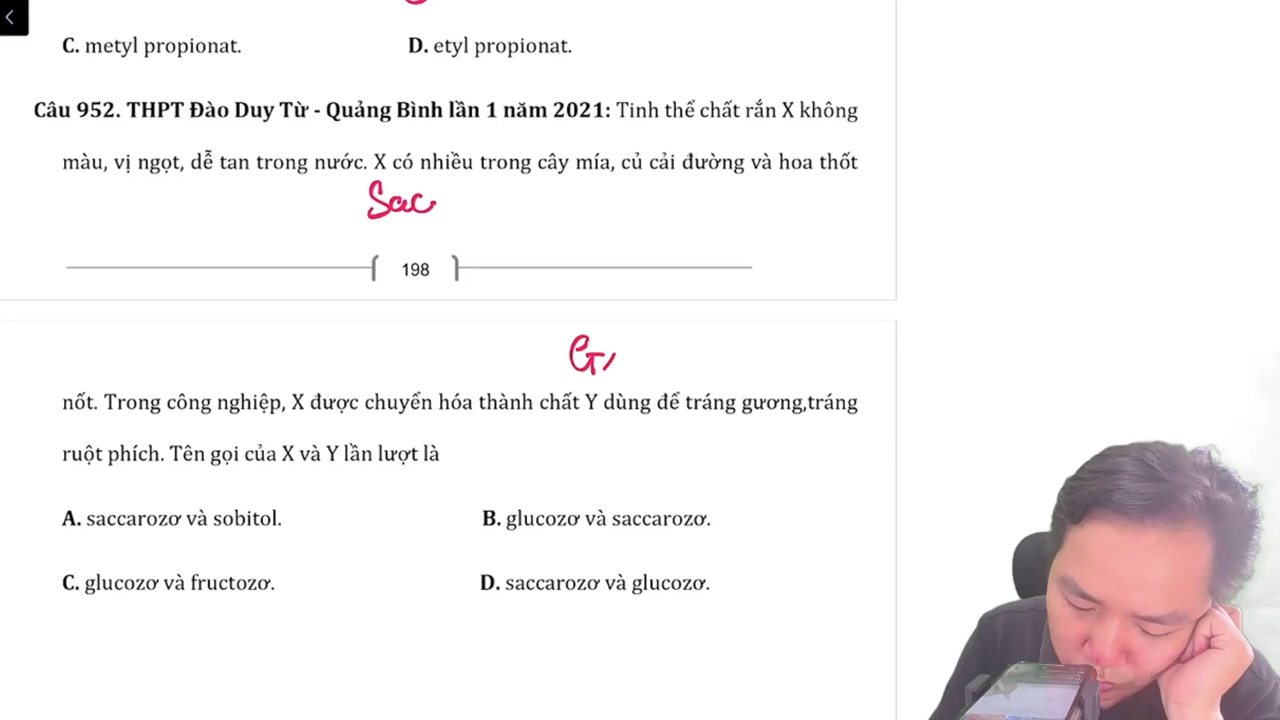 C. metyl propionat. D. etyl propionat.
Câu 952. THPT Đào Duy Từ - Quảng Bình lần 1 năm 2021: Tinh thể chất rắn X không
màu, vị ngọt, dễ tan trong nước. X có nhiều trong cây mía, củ cải đường và hoa thốt
Sac
198
G
nốt. Trong công nghiệp, X được chuyển hóa thành chất Y dùng để tráng gương,tráng
ruột phích. Tên gọi của X và Y lần lượt là
A. saccarozơ và sobitol. B. glucozơ và saccarozơ.
C. glucozơ và fructozơ. D. saccarozơ và glucozơ.